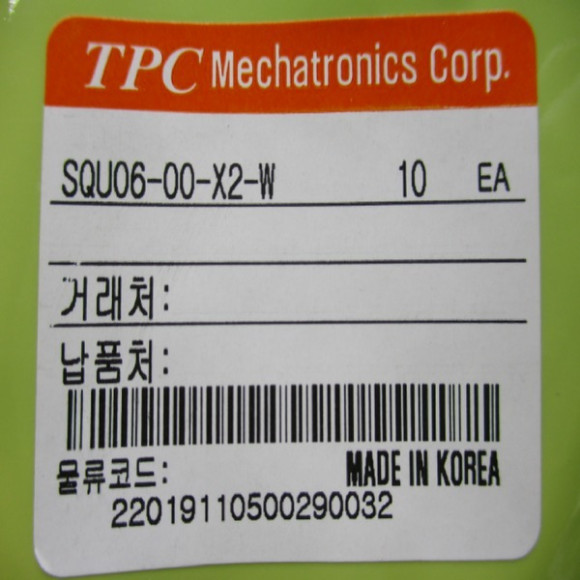 TPC Mechatronics Corp.
SQU06-00-X2-W 10 EA
거래처:
납품처:
물류코드: MADE IN KOREA
220191110500290032